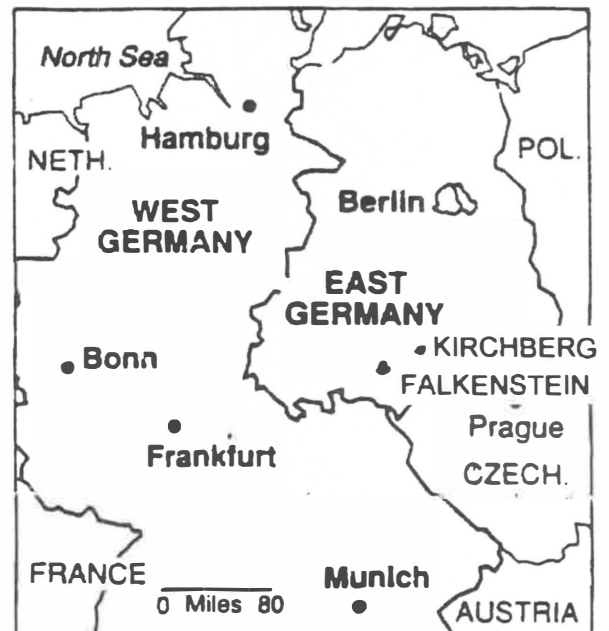 North Sea
Hamburg
NETH.
POL.
WEST
GERMANY
Berlin
EAST
GERMANY
KIRCHBERG
Bonn
FALKENSTEIN
Prague
Frankfurt
CZECH.
FRANCE
Munich
0 Miles 80
AUSTRIA